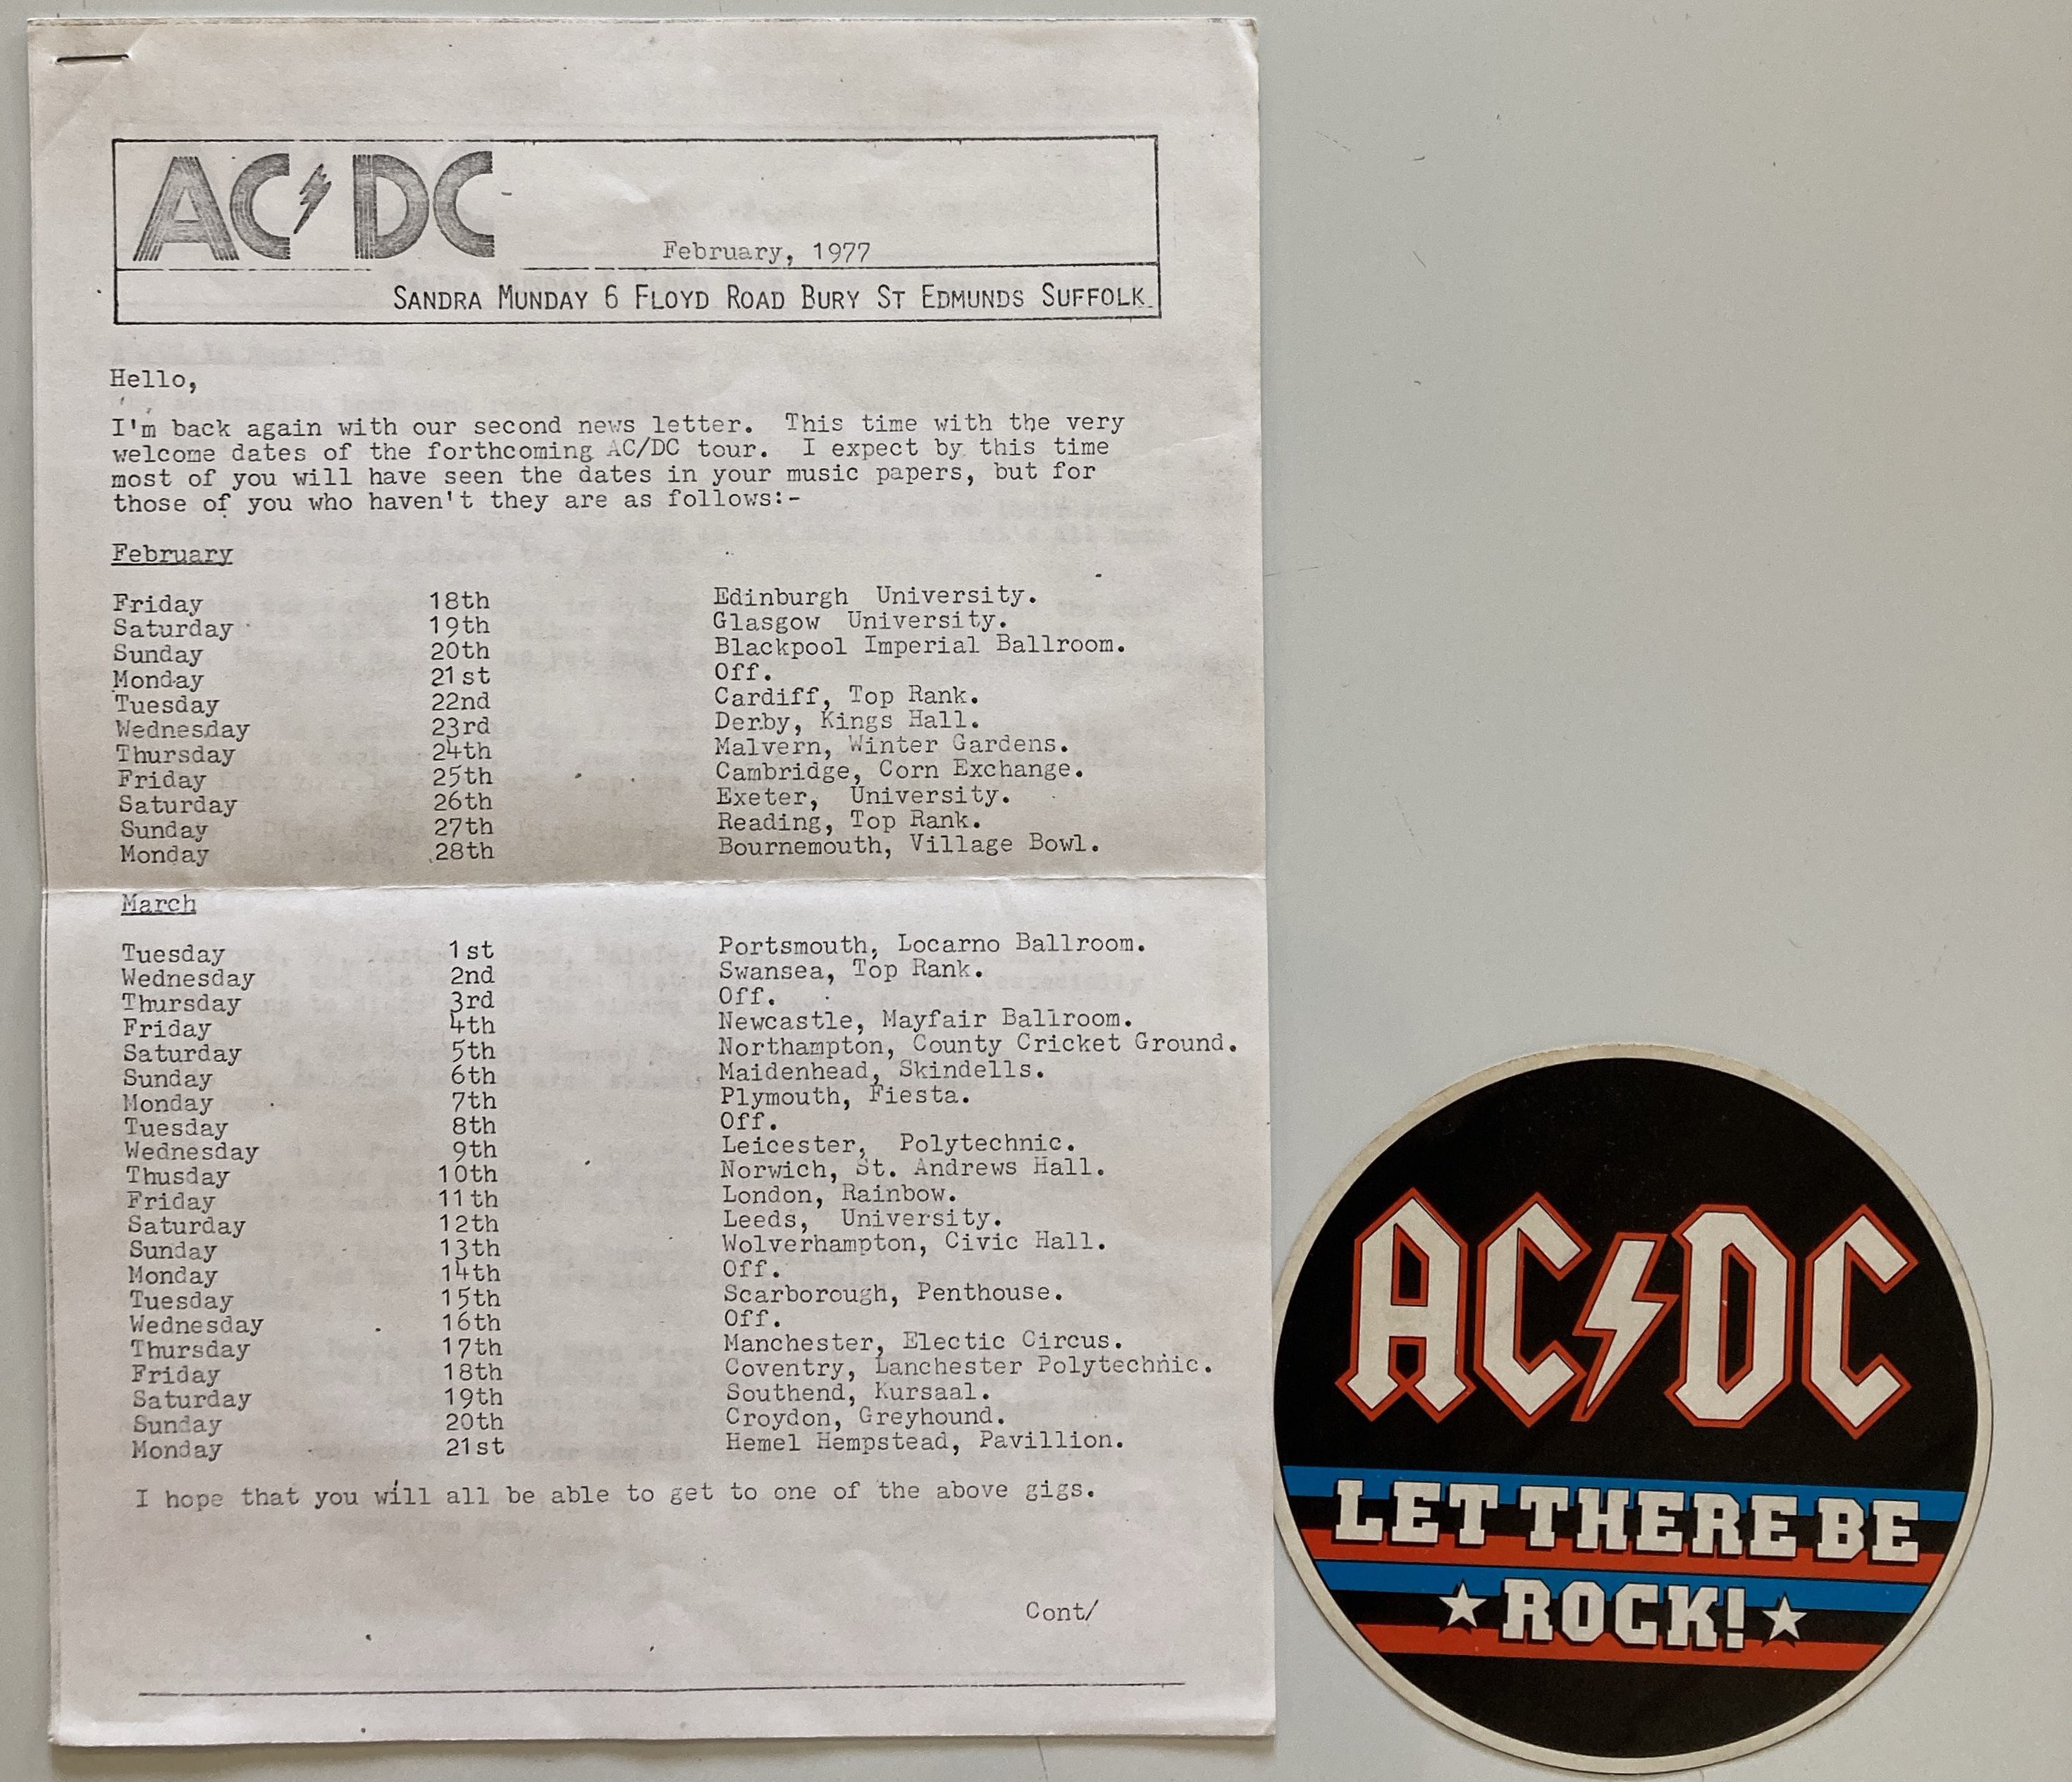 AC/DC
February, 1977
SANDRA MUNDAY 6 FLOYD ROAD BURY ST EDMUNDS SUFFOLK
Hello,
I'm back again with our second news letter. This time with the very
welcome dates of the forthcoming AC/DC tour. I expect by this time
most of you will have seen the dates in your music papers, but for
those of you who haven't they are as follows:-
February
Friday 18th Edinburgh University.
Saturday 19th Glasgow University.
Sunday 20th Blackpool Imperial Ballroom.
Monday 21st Off.
Tuesday 22nd Cardiff, Top Rank.
Wednesday 23rd Derby, Kings Hall.
Thursday 24th Malvern, Winter Gardens.
Friday 25th Cambridge, Corn Exchange.
Saturday 26th Exeter, University.
Sunday 27th Reading, Top Rank.
Monday 28th Bournemouth, Village Bowl.
March
Tuesday 1st Portsmouth, Locarno Ballroom.
Wednesday 2nd Swansea, Top Rank.
Thursday 3rd Off.
Friday 4th Newcastle, Mayfair Ballroom.
Saturday 5th Northampton, County Cricket Ground.
Sunday 6th Maidenhead, Skindells.
Monday 7th Plymouth, Fiesta.
Tuesday 8th Off.
Wednesday 9th Leicester, Polytechnic.
Thusday 10th Norwich, St. Andrews Hall.
Friday 11th London, Rainbow.
Saturday 12th Leeds, University.
Sunday 13th Wolverhampton, Civic Hall.
Monday 14th Off.
Tuesday 15th Scarborough, Penthouse.
Wednesday 16th Off.
Thursday 17th Manchester, Electic Circus.
Friday 18th Coventry, Lanchester Polytechnic.
Saturday 19th Southend, Kursaal.
Sunday 20th Croydon, Greyhound.
Monday 21st Hemel Hempstead, Pavillion.
I hope that you will all be able to get to one of the above gigs.
Cont/
AC/DC
LET THERE BE
ROCK!